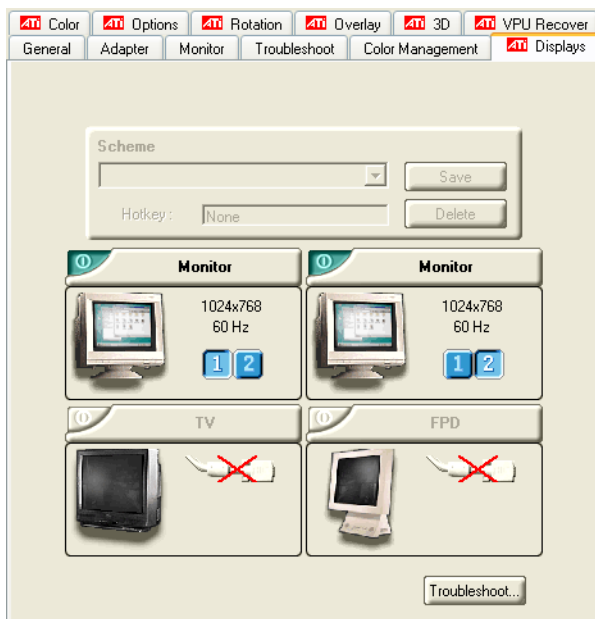 ATI Color ATI Options ATI Rotation ATI Overlay ATI 3D ATI VPU Recover
General Adapter Monitor Troubleshoot Color Management ATI Displays
Scheme
Save
Hotkey : None Delete
Monitor
1024x768
60 Hz
1 2
Monitor
1024x768
60 Hz
1 2
TV
FPD
Troubleshoot...